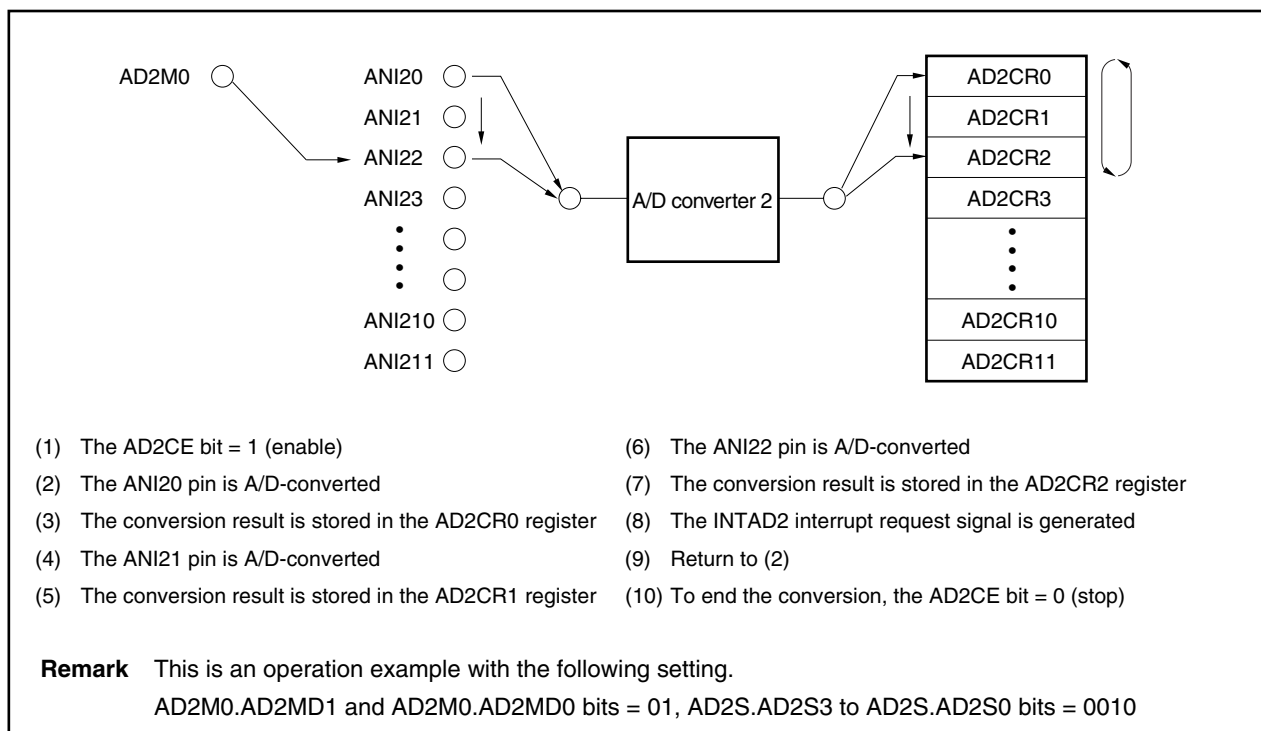 AD2M0
ANI20
ANI21
ANI22
ANI23
ANI210
ANI211
A/D converter 2
AD2CR0
AD2CR1
AD2CR2
AD2CR3
AD2CR10
AD2CR11
(1) The AD2CE bit = 1 (enable)
(2) The ANI20 pin is A/D-converted
(3) The conversion result is stored in the AD2CR0 register
(4) The ANI21 pin is A/D-converted
(5) The conversion result is stored in the AD2CR1 register
(6) The ANI22 pin is A/D-converted
(7) The conversion result is stored in the AD2CR2 register
(8) The INTAD2 interrupt request signal is generated
(9) Return to (2)
(10) To end the conversion, the AD2CE bit = 0 (stop)
Remark This is an operation example with the following setting.
AD2M0.AD2MD1 and AD2M0.AD2MD0 bits = 01, AD2S.AD2S3 to AD2S.AD2S0 bits = 0010